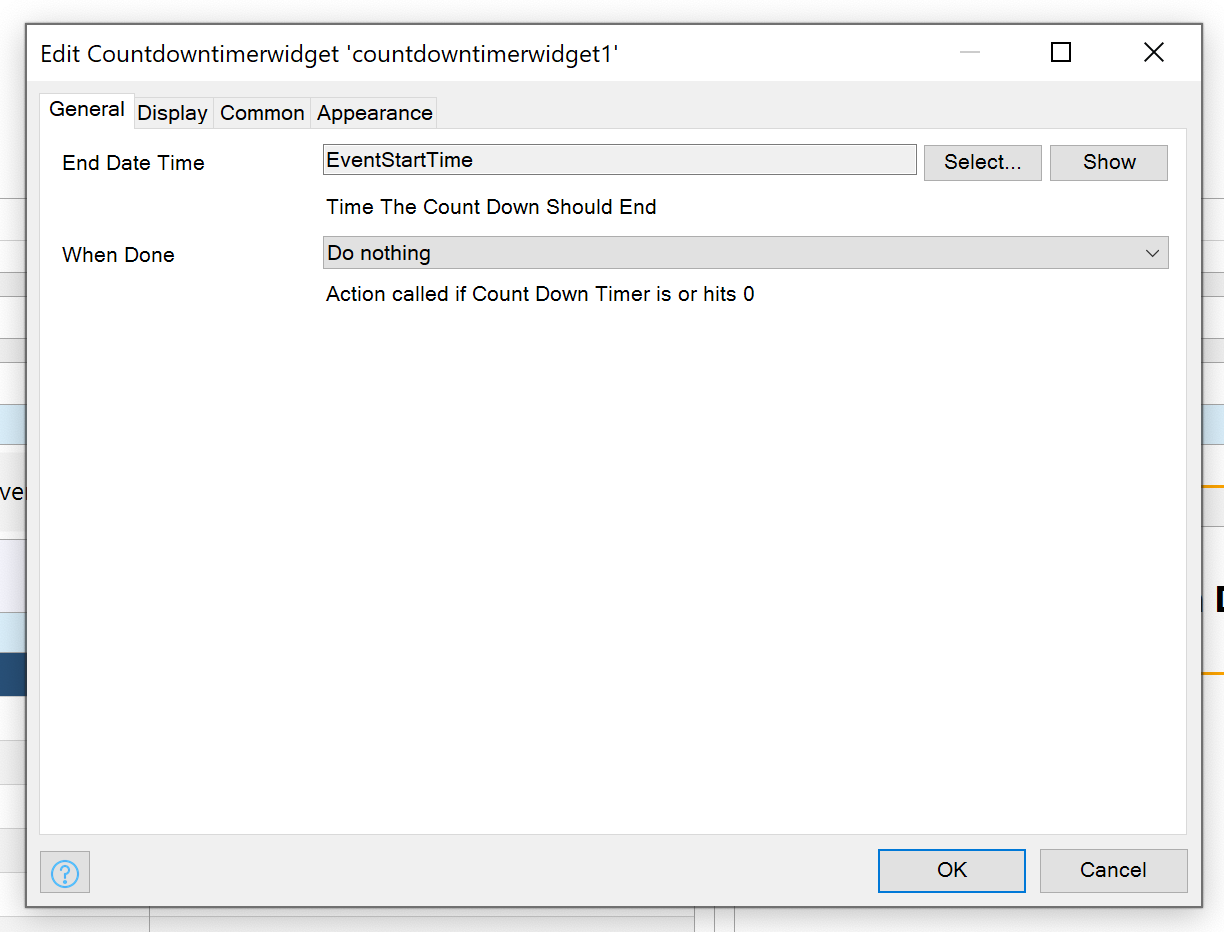 Edit Countdowntimerwidget 'countdowntimerwidget1'
General Display Common Appearance
End Date Time EventStartTime Select... Show
Time The Count Down Should End
When Done Do nothing
Action called if Count Down Timer is or hits 0
? OK Cancel